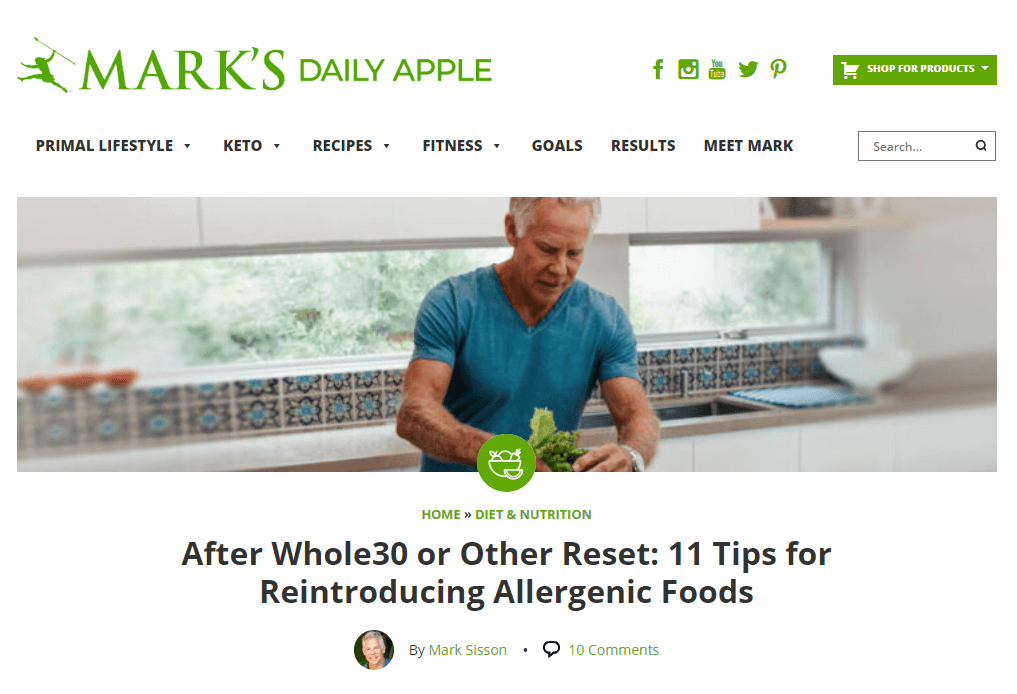 MARK'S DAILY APPLE
You Tube
SHOP FOR PRODUCTS
PRIMAL LIFESTYLE KETO RECIPES FITNESS GOALS RESULTS MEET MARK
Search...
HOME » DIET & NUTRITION
After Whole30 or Other Reset: 11 Tips for
Reintroducing Allergenic Foods
By Mark Sisson • 10 Comments